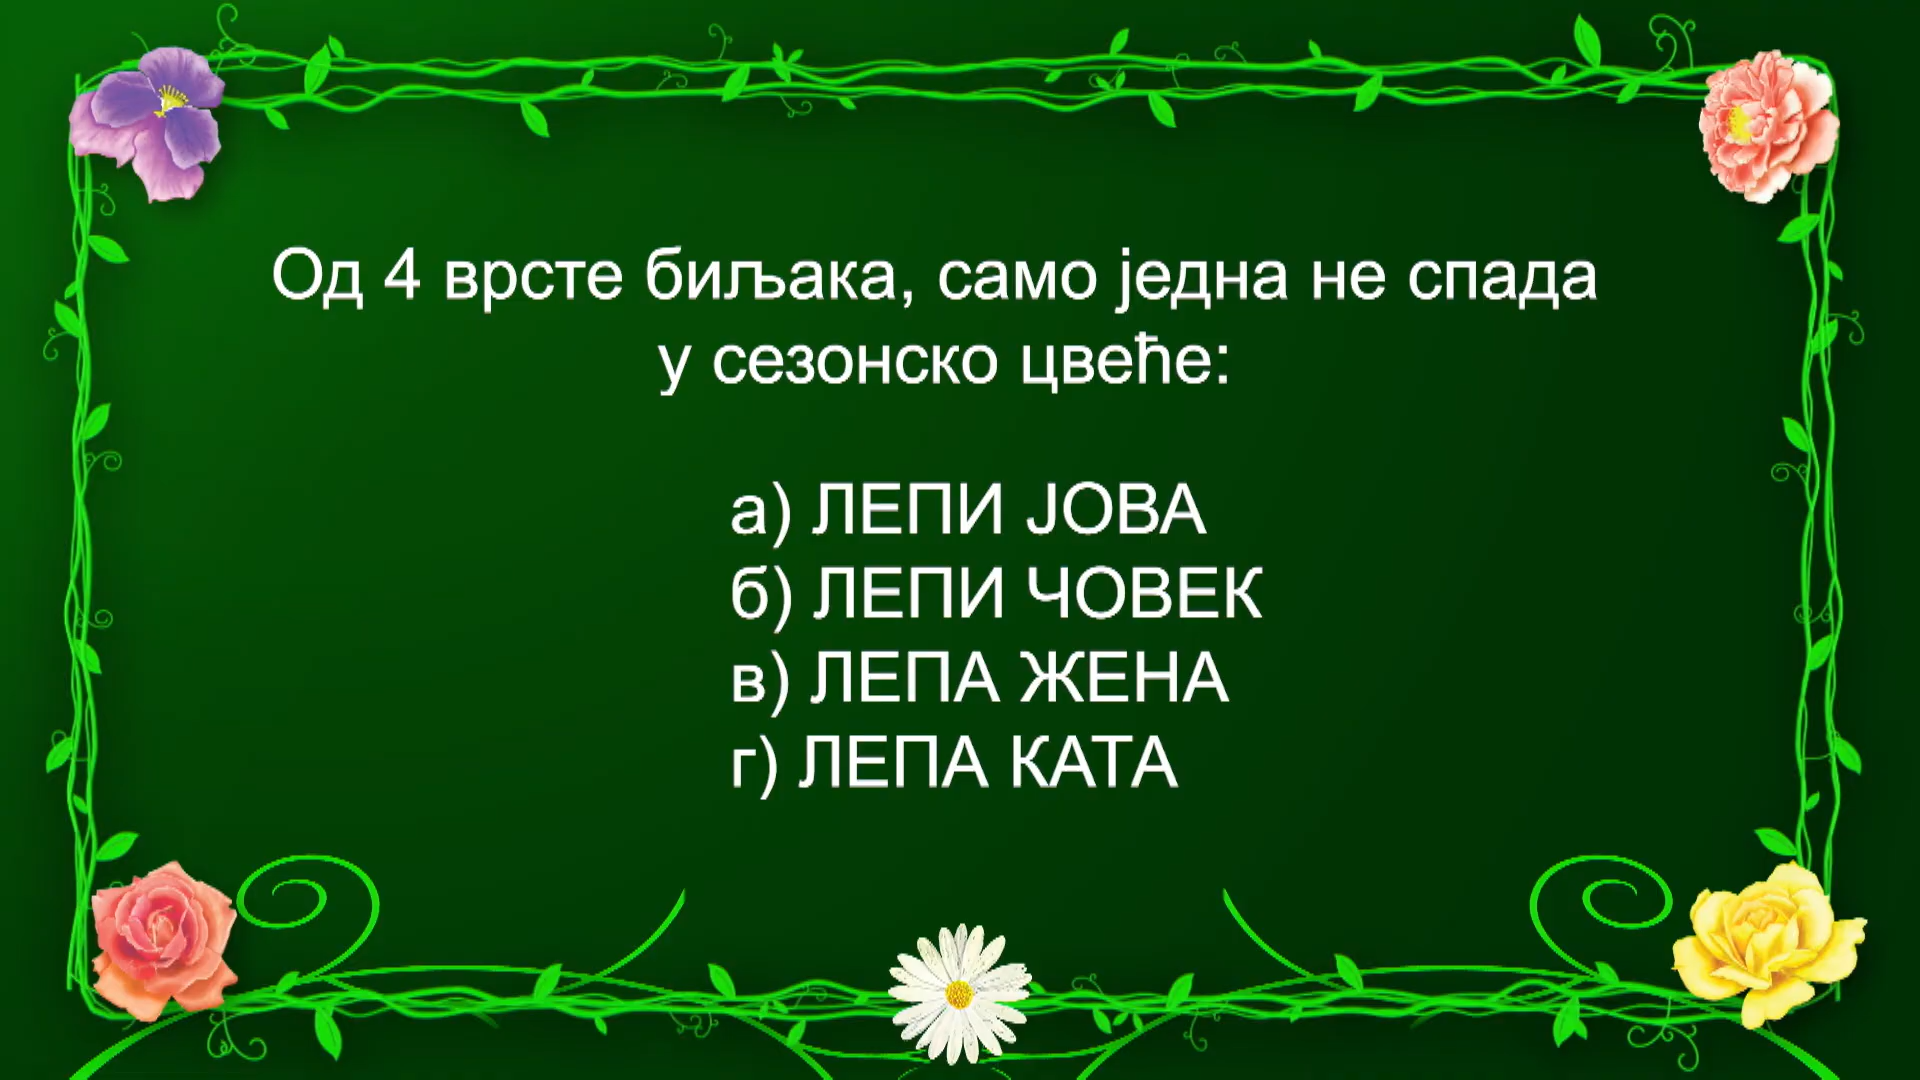 Од 4 врсте биљака, само једна не спада
у сезонско цвеће:
а) ЛЕПИ ЈОВА
б) ЛЕПИ ЧОВЕК
в) ЛЕПА ЖЕНА
г) ЛЕПА КАТА